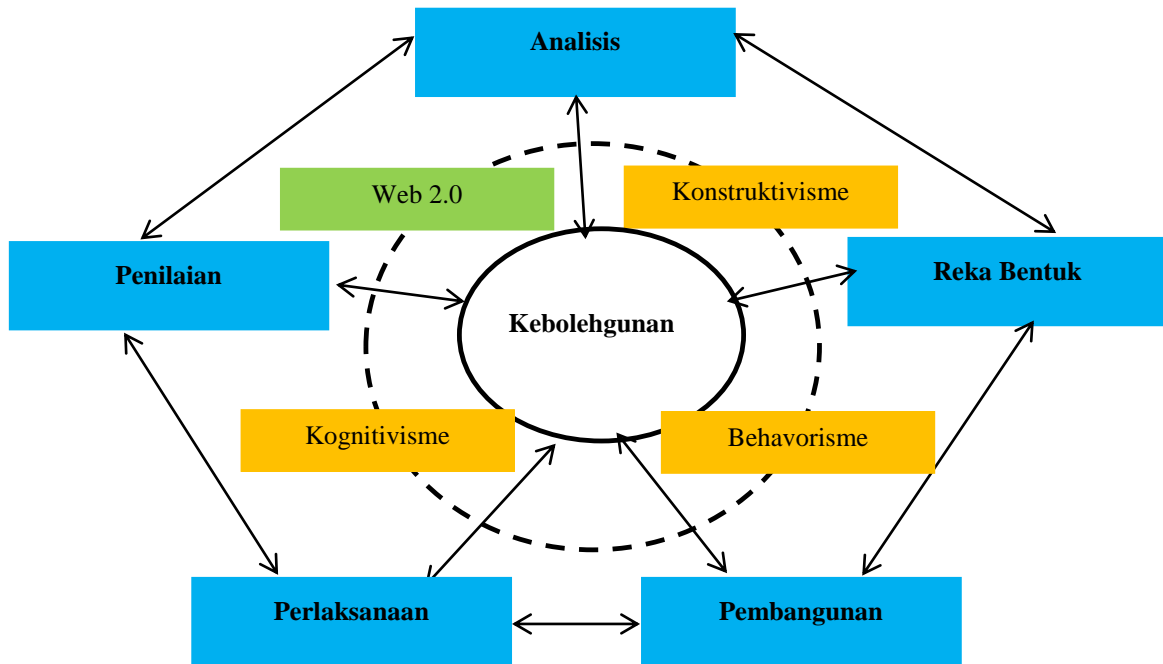 Analisis
Web 2.0
Konstruktivisme
Penilaian
Reka Bentuk
Kebolehgunan
Kognitivisme
Behavorisme
Perlaksanaan
Pembangunan